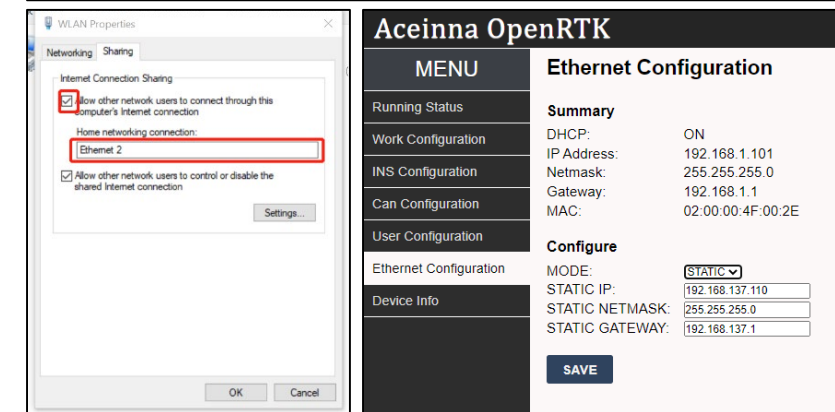 WLAN Properties
Networking Sharing
Internet Connection Sharing
Allow other network users to connect through this
computer's Internet connection
Home networking connection:
Ethernet 2
Allow other network users to control or disable the
shared Internet connection
Settings...
OK Cancel
Aceinna OpenRTK
MENU
Running Status
Work Configuration
INS Configuration
Can Configuration
User Configuration
Ethernet Configuration
Device Info
Ethernet Configuration
Summary
DHCP: ON
IP Address: 192.168.1.101
Netmask: 255.255.255.0
Gateway: 192.168.1.1
MAC: 02:00:00:4F:00:2E
Configure
MODE: STATIC
STATIC IP: 192.168.137.110
STATIC NETMASK: 255.255.255.0
STATIC GATEWAY: 192.168.137.1
SAVE